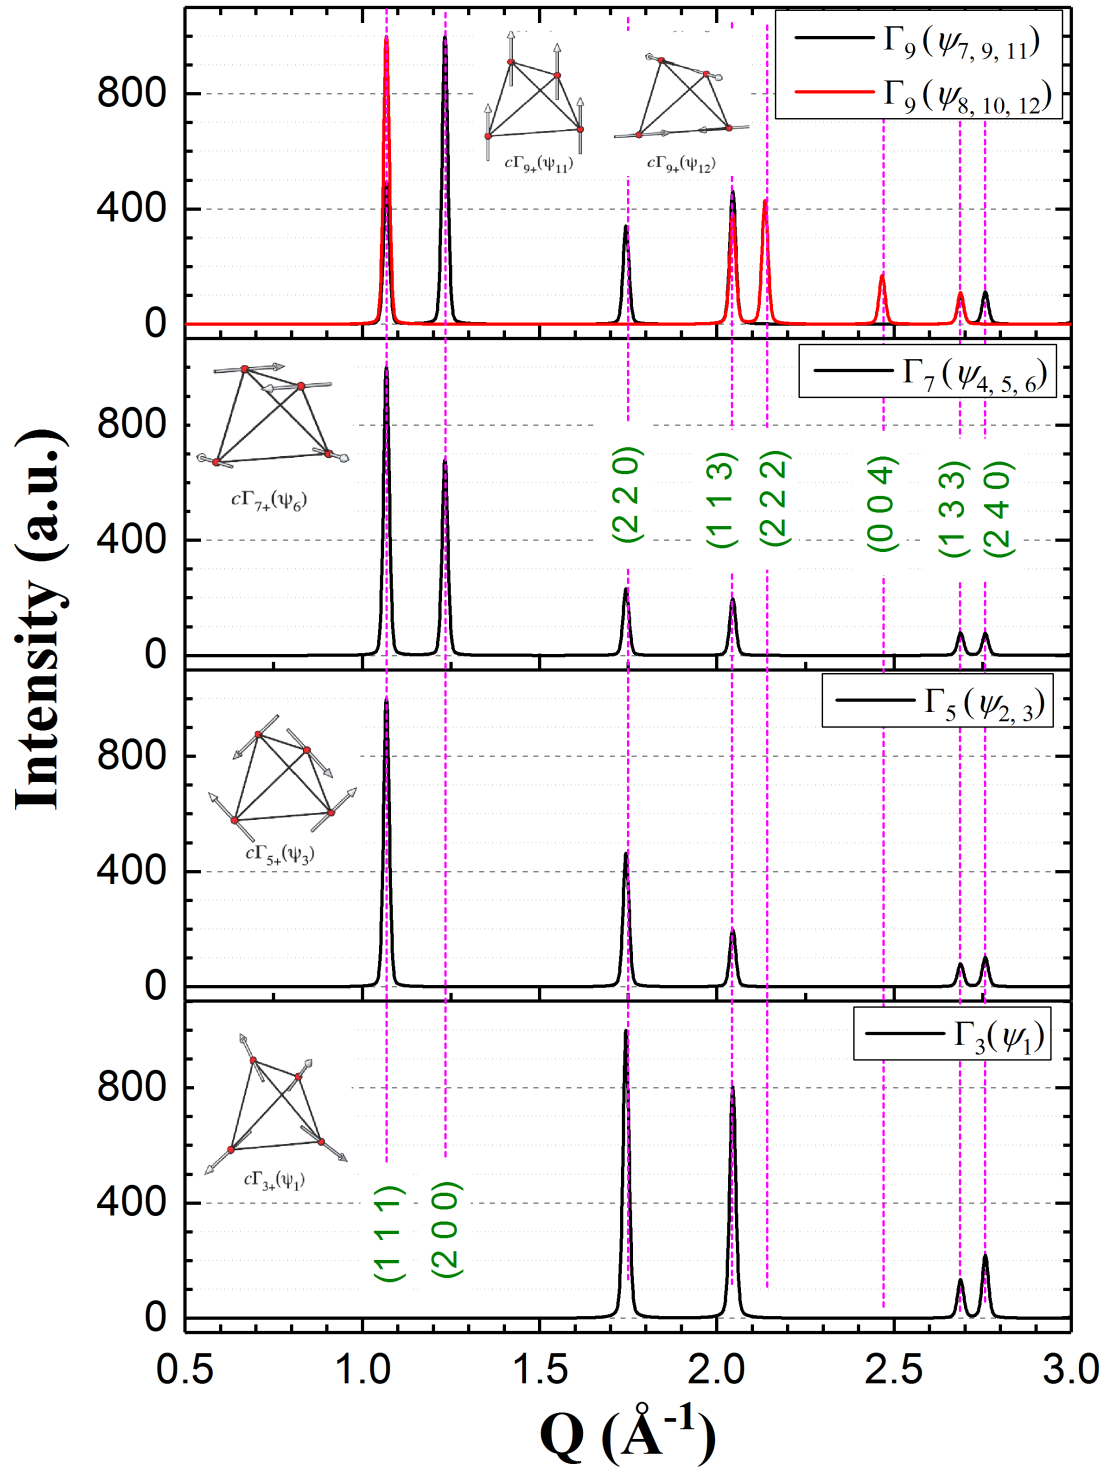 Γ9 (ψ7, 9, 11)
Γ9 (ψ8, 10, 12)
cΓ9+(ψ11)
cΓ9+(ψ12)
800
400
0
Γ7 (ψ4, 5, 6)
cΓ7+(ψ6)
800
400
0
(2 2 0)
(1 1 3)
(2 2 2)
(0 0 4)
(1 3 3)
(2 4 0)
Γ5 (ψ2, 3)
cΓ5+(ψ3)
800
400
0
Γ3(ψ1)
cΓ3+(ψ1)
800
400
0
(1 1 1)
(2 0 0)
0.5 1.0 1.5 2.0 2.5 3.0
Q (Å-1)
Intensity (a.u.)